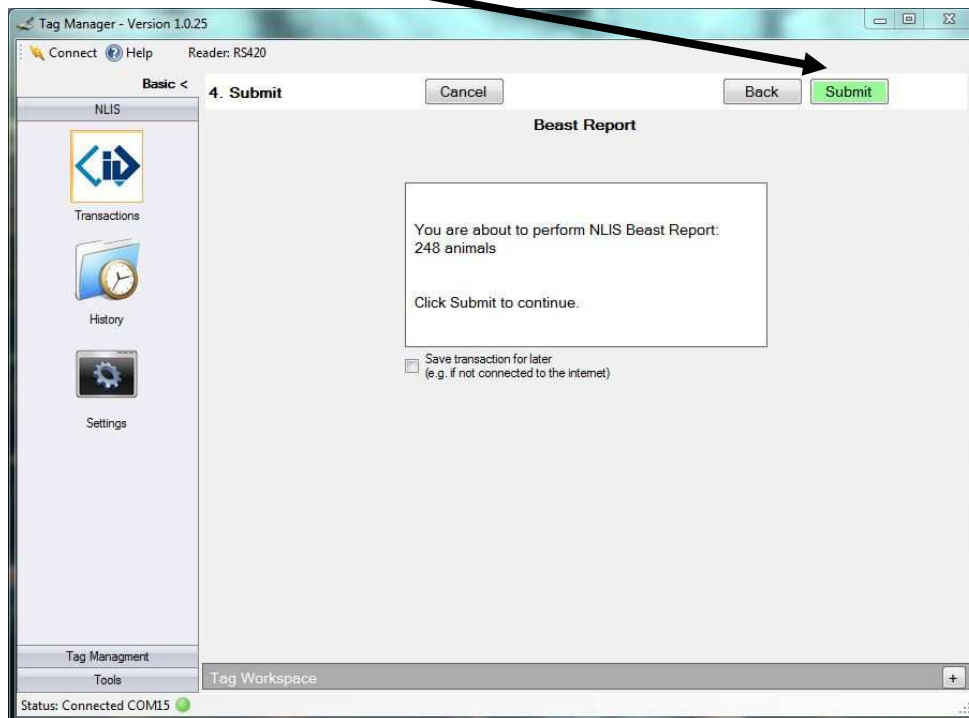 Tag Manager - Version 1.0.25
Connect Help Reader: RS420
Basic <
NLIS
Transactions
History
Settings
Tag Managment
Tools
Status: Connected COM15
4. Submit Cancel Back Submit
Beast Report
You are about to perform NLIS Beast Report:
248 animals
Click Submit to continue.
Save transaction for later
(e.g. if not connected to the internet)
Tag Workspace +